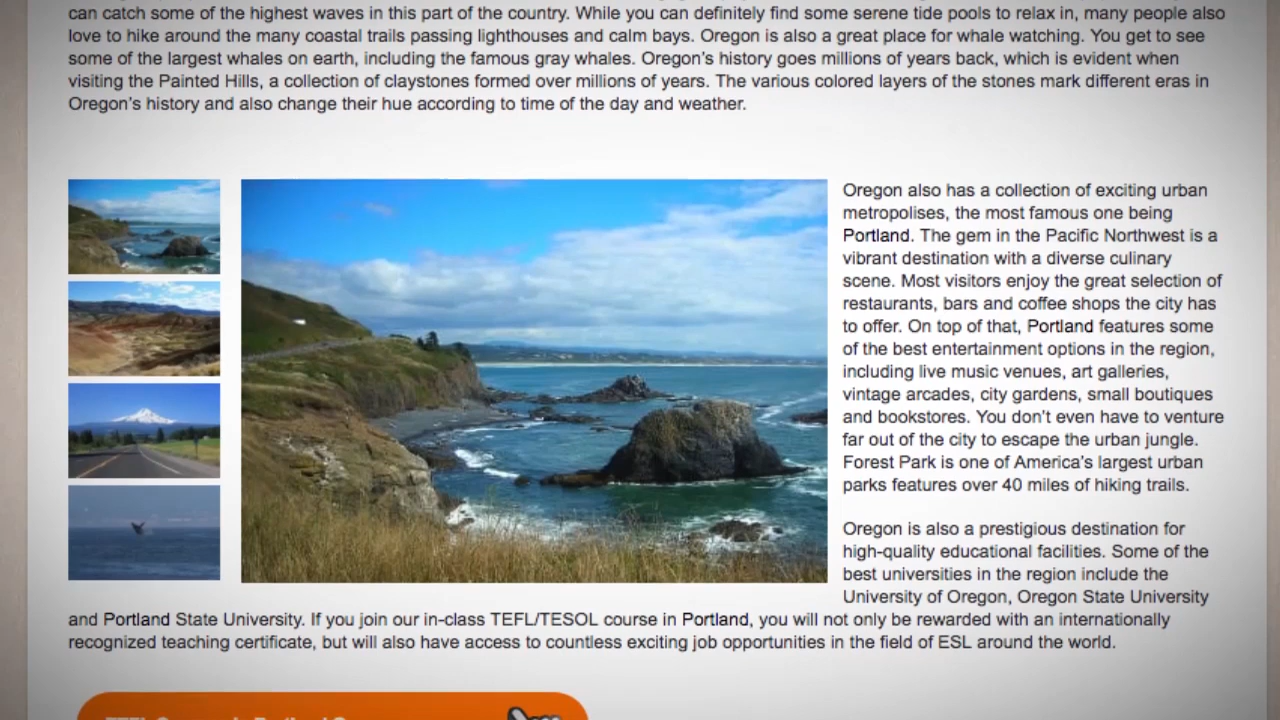 can catch some of the highest waves in this part of the country. While you can definitely find some serene tide pools to relax in, many people also
love to hike around the many coastal trails passing lighthouses and calm bays. Oregon is also a great place for whale watching. You get to see
some of the largest whales on earth, including the famous gray whales. Oregon's history goes millions of years back, which is evident when
visiting the Painted Hills, a collection of claystones formed over millions of years. The various colored layers of the stones mark different eras in
Oregon's history and also change their hue according to time of the day and weather.
Oregon also has a collection of exciting urban
metropolises, the most famous one being
Portland. The gem in the Pacific Northwest is a
vibrant destination with a diverse culinary
scene. Most visitors enjoy the great selection of
restaurants, bars and coffee shops the city has
to offer. On top of that, Portland features some
of the best entertainment options in the region,
including live music venues, art galleries,
vintage arcades, city gardens, small boutiques
and bookstores. You don't even have to venture
far out of the city to escape the urban jungle.
Forest Park is one of America's largest urban
parks features over 40 miles of hiking trails.
Oregon is also a prestigious destination for
high-quality educational facilities. Some of the
best universities in the region include the
University of Oregon, Oregon State University
and Portland State University. If you join our in-class TEFL/TESOL course in Portland, you will not only be rewarded with an internationally
recognized teaching certificate, but will also have access to countless exciting job opportunities in the field of ESL around the world.